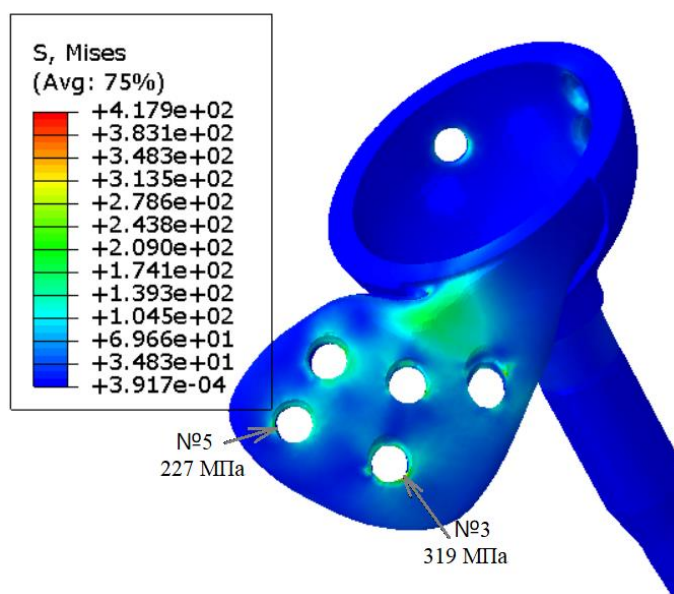 S, Mises
(Avg: 75%)
+4.179e+02
+3.831e+02
+3.483e+02
+3.135e+02
+2.786e+02
+2.438e+02
+2.090e+02
+1.741e+02
+1.393e+02
+1.045e+02
+6.966e+01
+3.483e+01
+3.917e-04
№5
227 МПа
№3
319 МПа